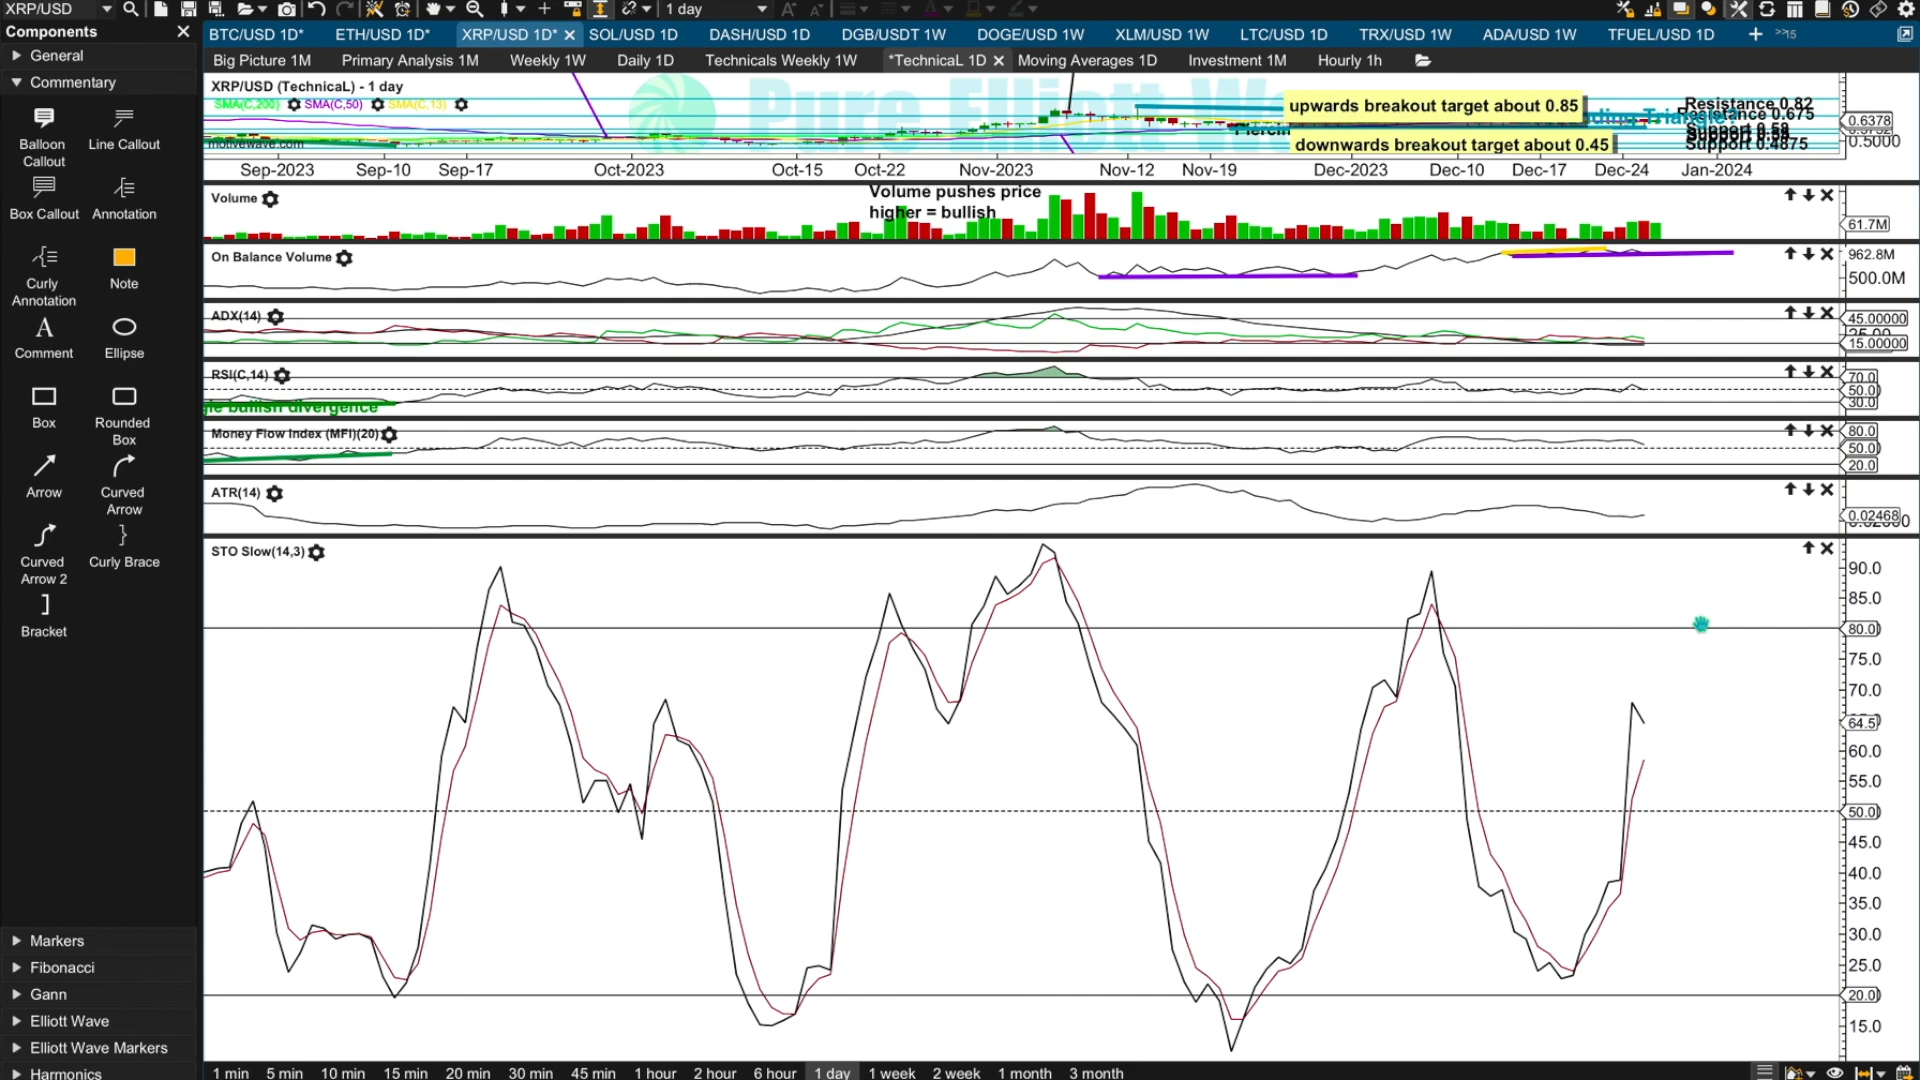 XRP/USD
1 day
Components
General
Commentary
Balloon Callout
Line Callout
Box Callout
Annotation
Curly Annotation
Note
Comment
Ellipse
Box
Rounded Box
Arrow
Curved Arrow
Curved Arrow 2
Curly Brace
Bracket
Markers
Fibonacci
Gann
Elliott Wave
Elliott Wave Markers
Harmonics
BTC/USD 1D* ETH/USD 1D* XRP/USD 1D* SOL/USD 1D DASH/USD 1D DGB/USDT 1W DOGE/USD 1W XLM/USD 1W LTC/USD 1D TRX/USD 1W ADA/USD 1W TFUEL/USD 1D >>15
Big Picture 1M Primary Analysis 1M Weekly 1W Daily 1D Technicals Weekly 1W *TechnicaL 1D Moving Averages 1D Investment 1M Hourly 1h
XRP/USD (TechnicaL) - 1 day
SMA(C,200) SMA(C,50) SMA(C,13)
Pure Elliott
upwards breakout target about 0.85
downwards breakout target about 0.45
Resistance 0.82
Resistance 0.675
Support 0.4875
0.6378
0.5000
motivewave.com
Sep-2023 Sep-10 Sep-17 Oct-2023 Oct-15 Oct-22 Nov-2023 Nov-12 Nov-19 Dec-2023 Dec-10 Dec-17 Dec-24 Jan-2024
Volume
Volume pushes price
higher = bullish
61.7M
On Balance Volume
962.8M
500.0M
ADX(14)
45.00000
15.00000
RSI(C,14)
bullish divergence
70.0
50.0
30.0
Money Flow Index (MFI)(20)
80.0
50.0
20.0
ATR(14)
0.02468
STO Slow(14,3)
90.0
85.0
80.0
75.0
70.0
64.5
60.0
55.0
50.0
45.0
40.0
35.0
30.0
25.0
20.0
15.0
1 min 5 min 10 min 15 min 20 min 30 min 45 min 1 hour 2 hour 6 hour 1 day 1 week 2 week 1 month 3 month